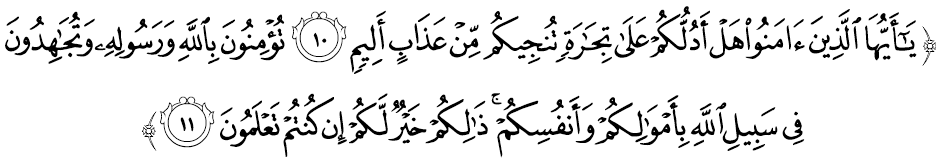 ﴿ يَـٰٓأَيُّهَا ٱلَّذِينَ ءَامَنُوا۟ هَلْ أَدُلُّكُمْ عَلَىٰ تِجَـٰرَةٍ تُنجِيكُم مِّنْ عَذَابٍ أَلِيمٍ ١٠ تُؤْمِنُونَ بِٱللَّهِ وَرَسُولِهِۦ وَتُجَـٰهِدُونَ
فِى سَبِيلِ ٱللَّهِ بِأَمْوَٰلِكُمْ وَأَنفُسِكُمْ ۚ ذَٰلِكُمْ خَيْرٌ لَّكُمْ إِن كُنتُمْ تَعْلَمُونَ ١١ ﴾